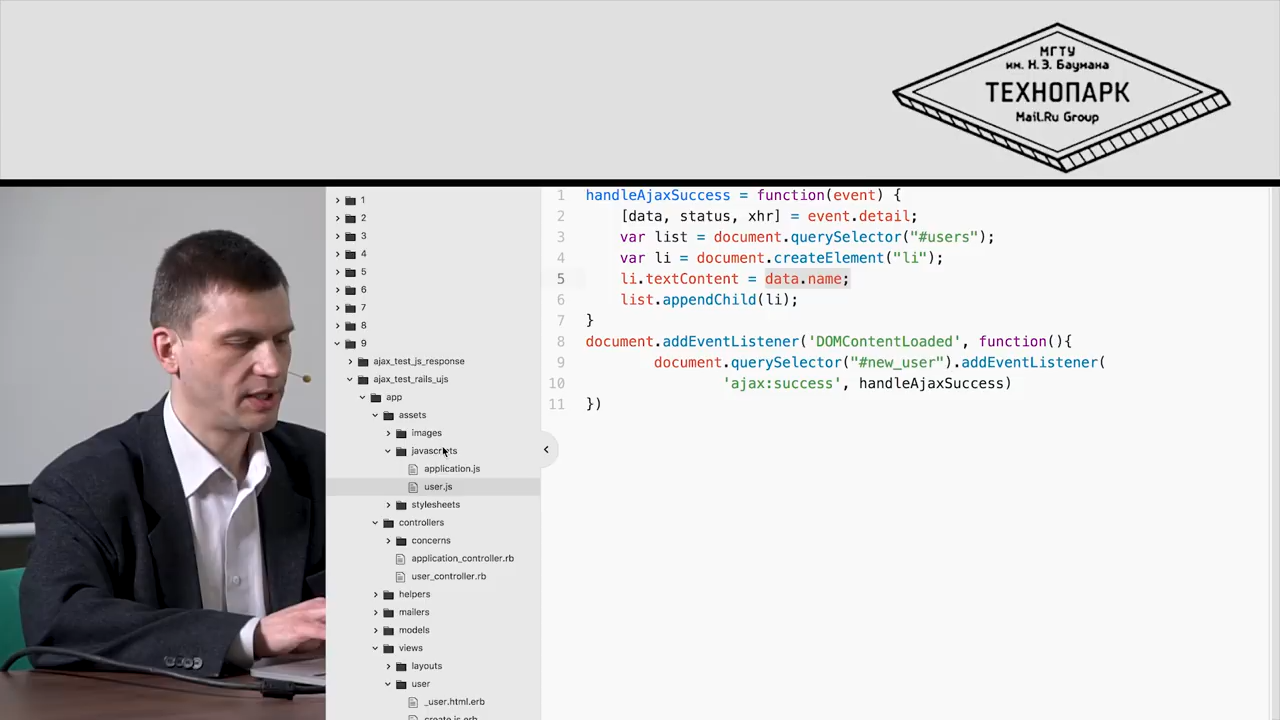 МГТУ
им. Н.Э. Баумана
ТЕХНОПАРК
Mail.Ru Group
1
2
3
4
5
6
7
8
9
ajax_test_js_response
ajax_test_rails_ujs
app
assets
images
javascripts
application.js
user.js
stylesheets
controllers
concerns
application_controller.rb
user_controller.rb
helpers
mailers
models
views
layouts
user
_user.html.erb
create.js.erb
1 handleAjaxSuccess = function(event) {
2 [data, status, xhr] = event.detail;
3 var list = document.querySelector("#users");
4 var li = document.createElement("li");
5 li.textContent = data.name;
6 list.appendChild(li);
7 }
8 document.addEventListener('DOMContentLoaded', function(){
9 document.querySelector("#new_user").addEventListener(
10 'ajax:success', handleAjaxSuccess)
11 })